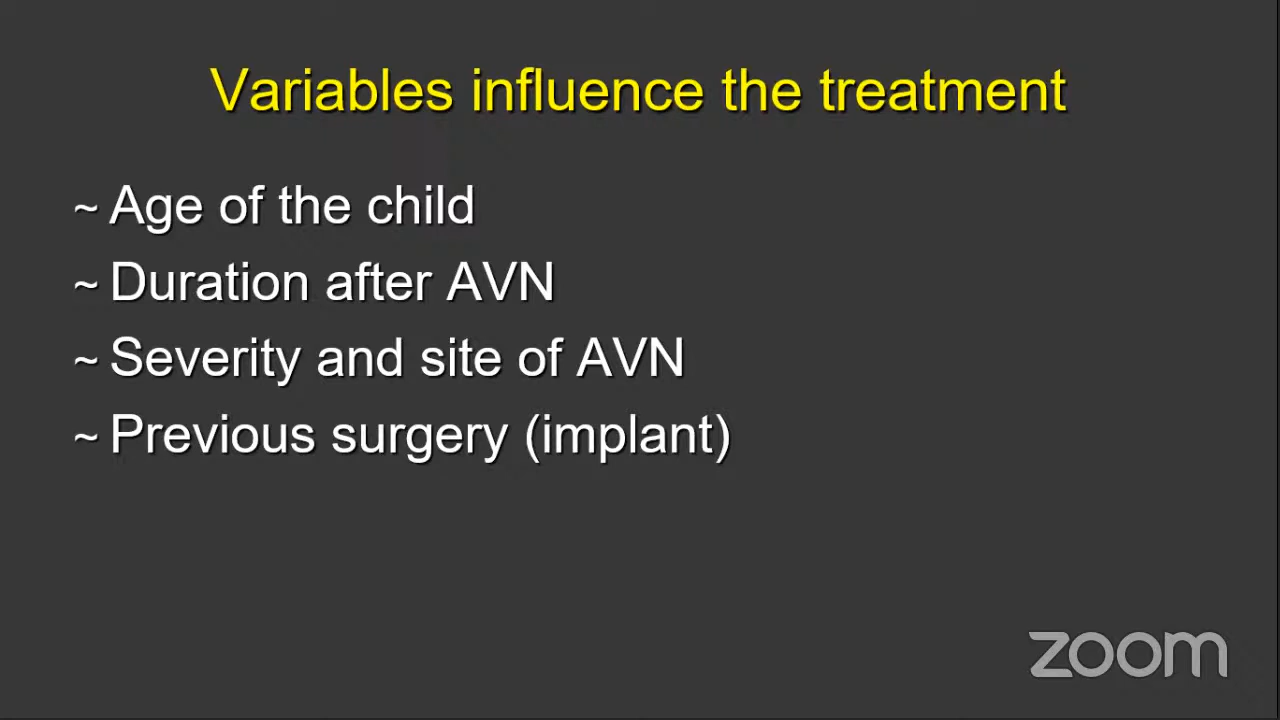 Variables influence the treatment
~ Age of the child
~ Duration after AVN
~ Severity and site of AVN
~ Previous surgery (implant)
zoom